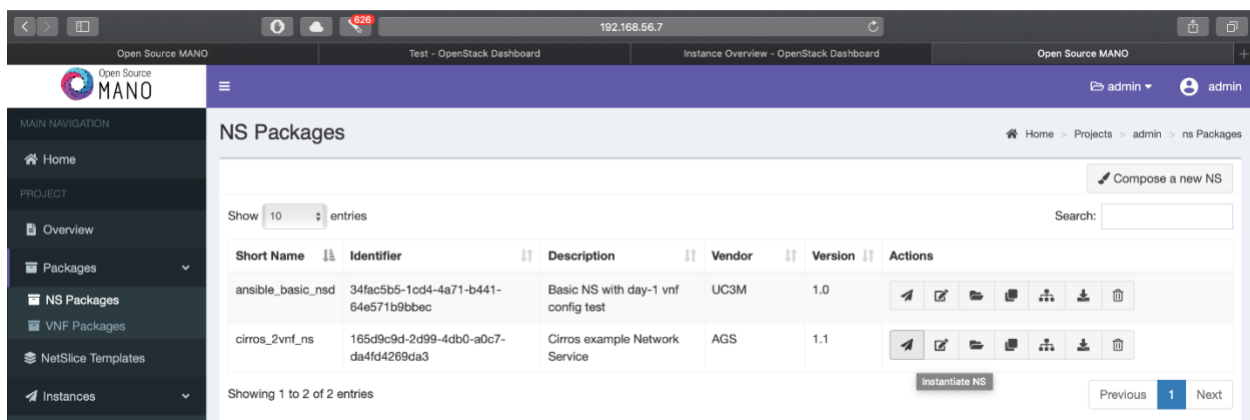 626
192.168.56.7
Open Source MANO
Test - OpenStack Dashboard
Instance Overview - OpenStack Dashboard
Open Source MANO
Open Source
MANO
admin
admin
MAIN NAVIGATION
Home
PROJECT
Overview
Packages
NS Packages
VNF Packages
NetSlice Templates
Instances
NS Packages
Home > Projects > admin > ns Packages
Compose a new NS
Show 10 entries
Search:
Short Name Identifier Description Vendor Version Actions
ansible_basic_nsd 34fac5b5-1cd4-4a71-b441- Basic NS with day-1 vnf UC3M 1.0
64e571b9bbec config test
cirros_2vnf_ns 165d9c9d-2d99-4db0-a0c7- Cirros example Network AGS 1.1
da4fd4269da3 Service
Instantiate NS
Showing 1 to 2 of 2 entries
Previous 1 Next